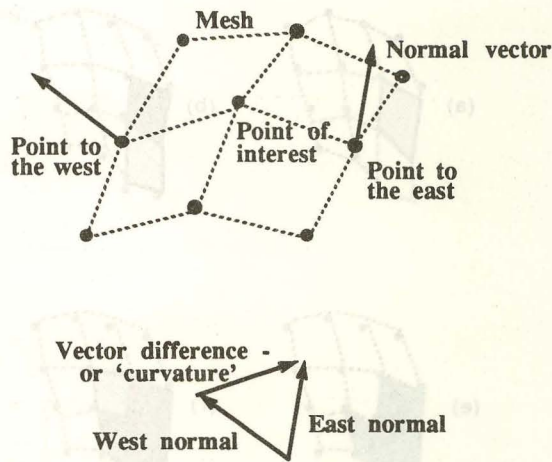 Mesh
Normal vector
Point to
the west
Point of
interest
Point to
the east
Vector difference -
or ‘curvature’
West normal
East normal